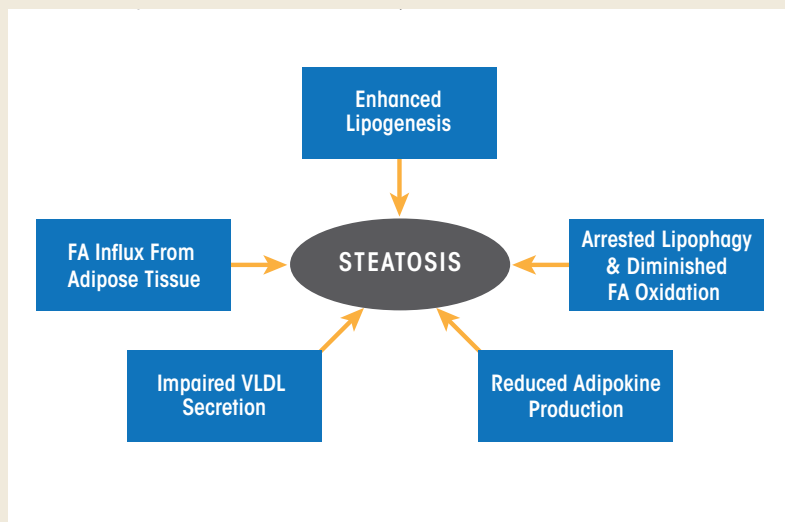 Enhanced
Lipogenesis
FA Influx From
Adipose Tissue
STEATOSIS
Arrested Lipophagy
& Diminished
FA Oxidation
Impaired VLDL
Secretion
Reduced Adipokine
Production